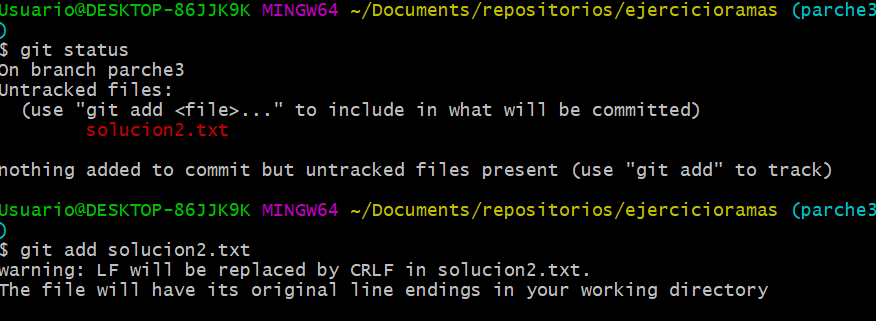 Usuario@DESKTOP-86JJK9K MINGW64 ~/Documents/repositorios/ejercicioramas (parche3
)
$ git status
On branch parche3
Untracked files:
  (use "git add <file>..." to include in what will be committed)
        solucion2.txt

nothing added to commit but untracked files present (use "git add" to track)

Usuario@DESKTOP-86JJK9K MINGW64 ~/Documents/repositorios/ejercicioramas (parche3
)
$ git add solucion2.txt
warning: LF will be replaced by CRLF in solucion2.txt.
The file will have its original line endings in your working directory